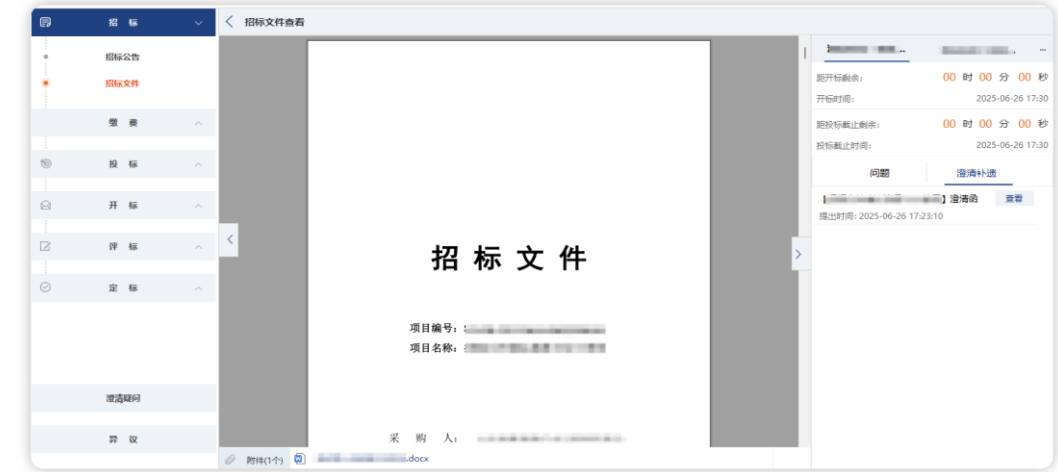 招 标
招标公告
招标文件
缴 费
投 标
开 标
评 标
定 标
澄清疑问
异 议
招标文件查看
招 标 文 件
项目编号：
项目名称：
采 购 人：
附件(1个)
.docx
...
距开标剩余：
00 时 00 分 00 秒
开标时间：
2025-06-26 17:30
距投标截止剩余：
00 时 00 分 00 秒
投标截止时间：
2025-06-26 17:30
问题
澄清补遗
【 】澄清函
查看
提出时间：2025-06-26 17:23:10